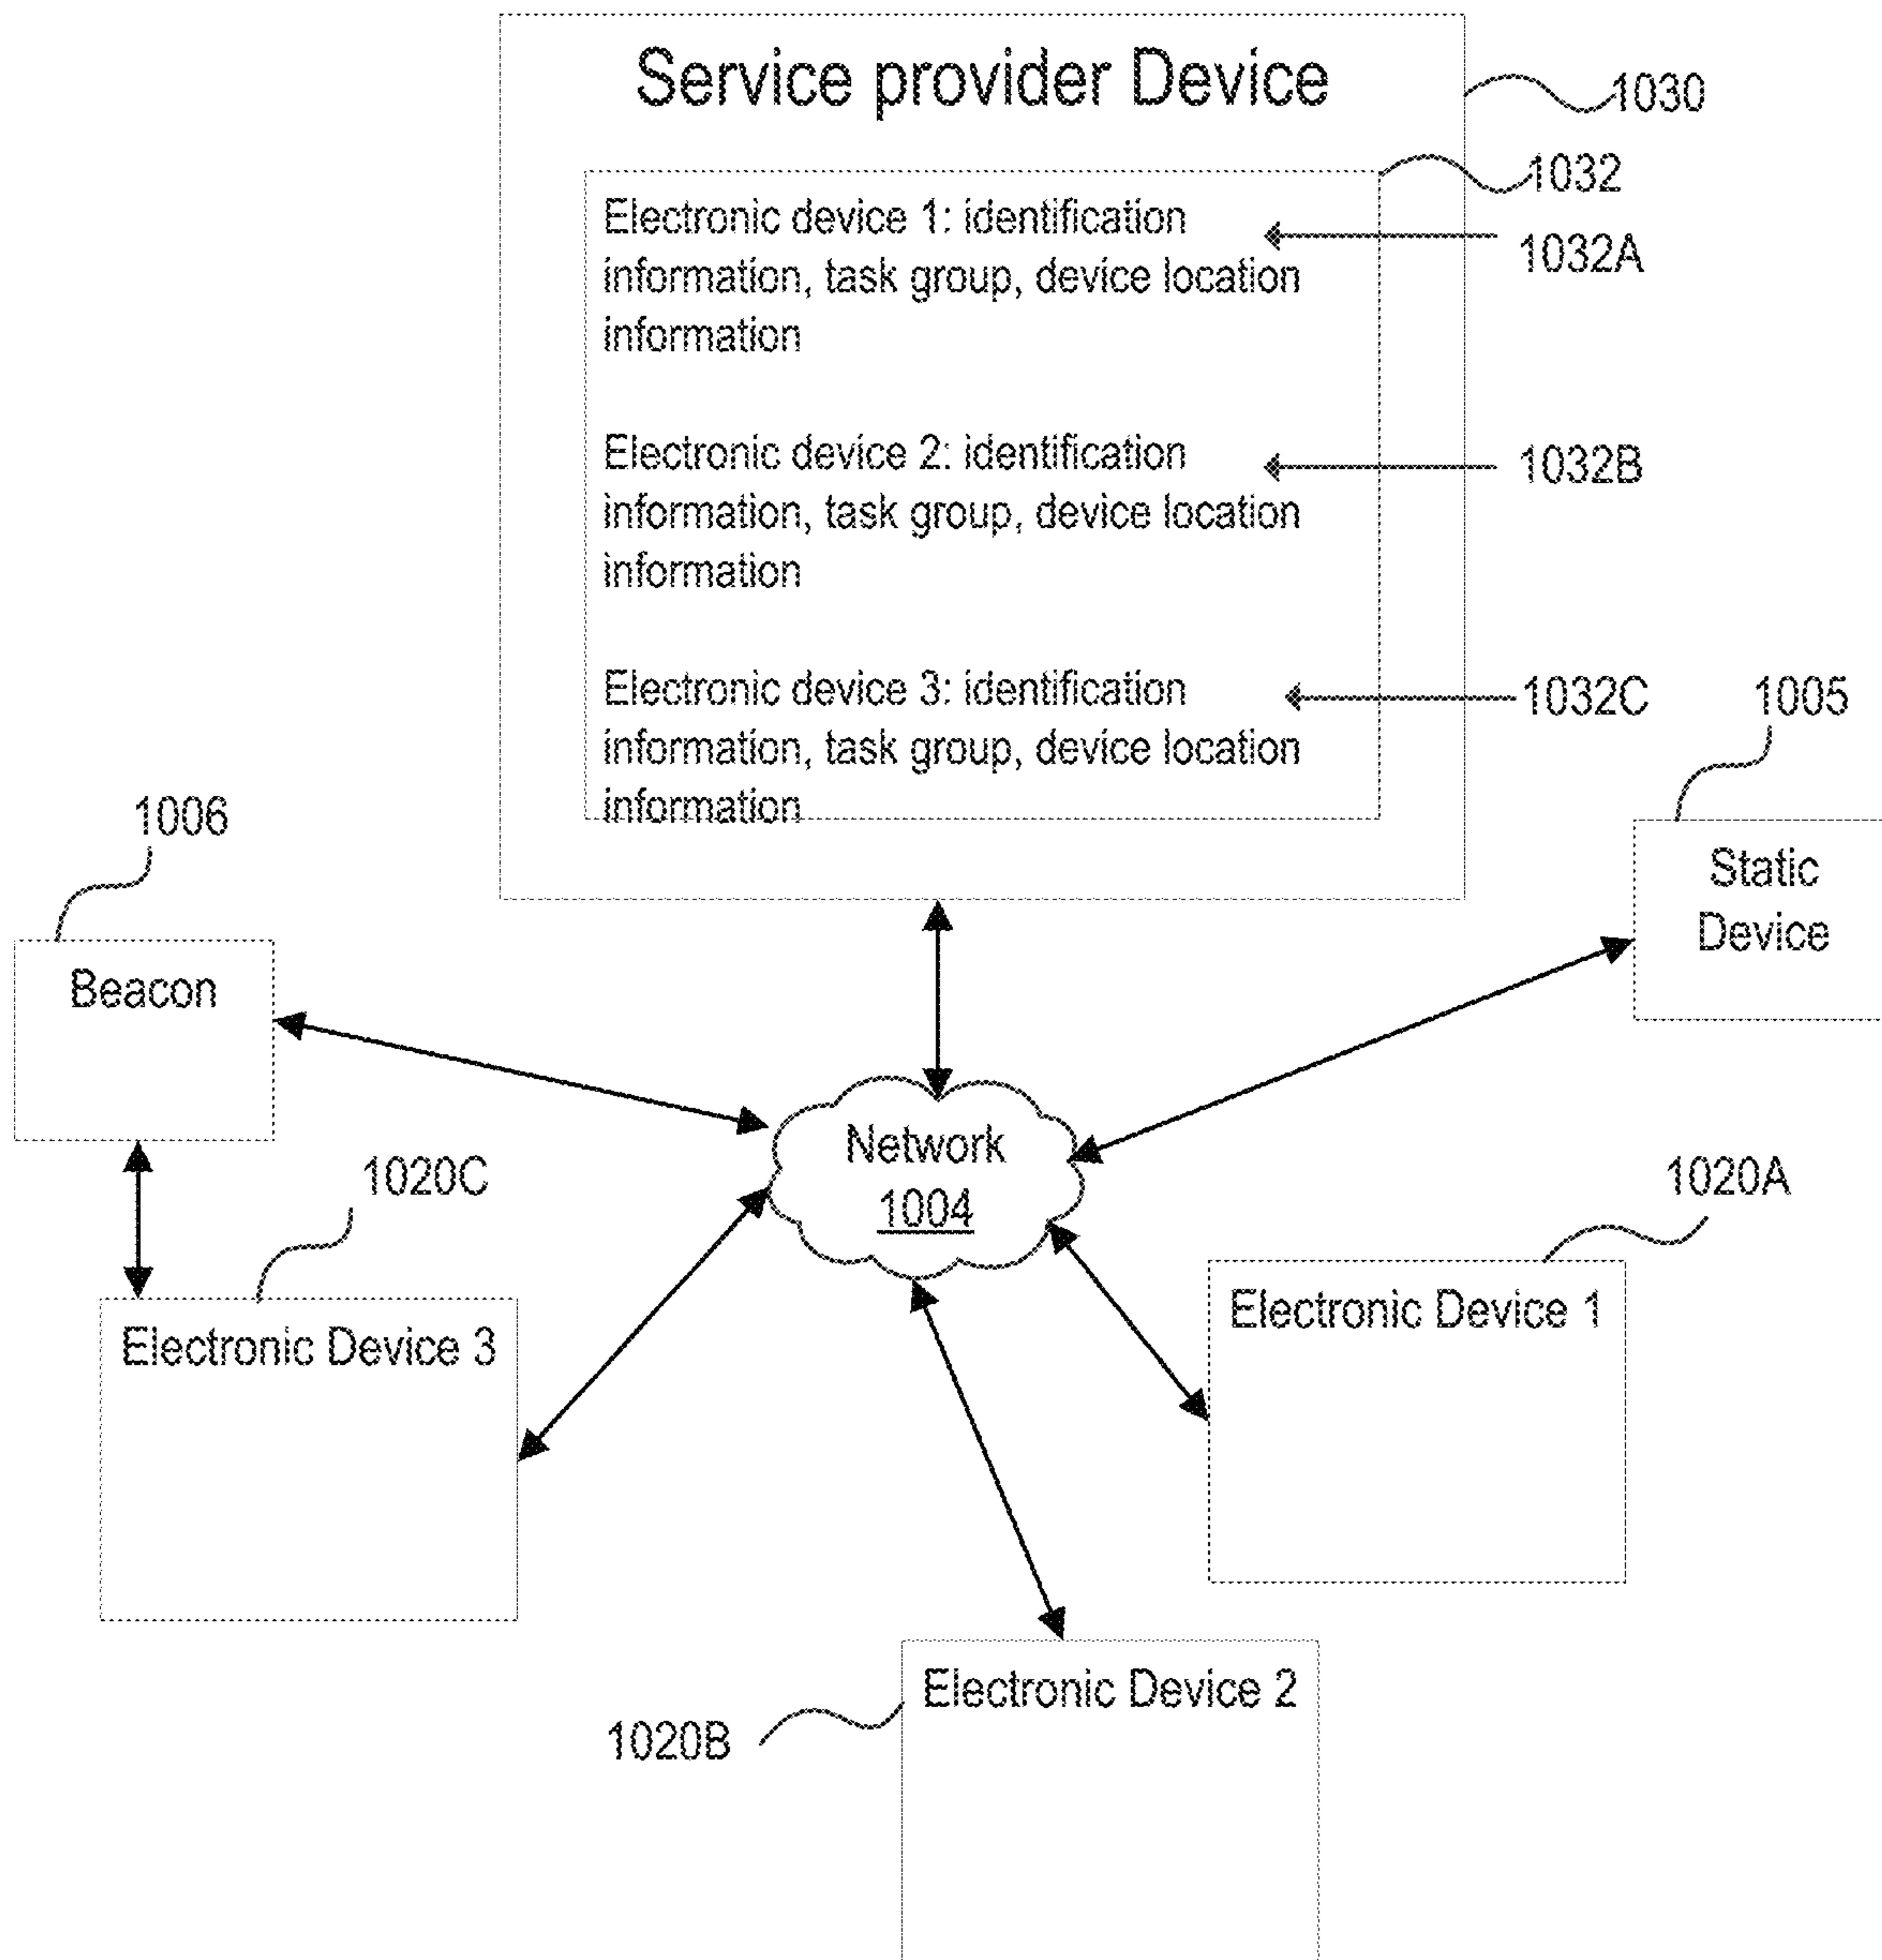 Service provider Device
1030
1032
Electronic device 1: identification
information, task group, device location
information
1032A
Electronic device 2: identification
information, task group, device location
information
1032B
Electronic device 3: identification
information, task group, device location
information
1032C
1005
Static
Device
1006
Beacon
Network
1004
1020C
Electronic Device 3
1020A
Electronic Device 1
1020B
Electronic Device 2